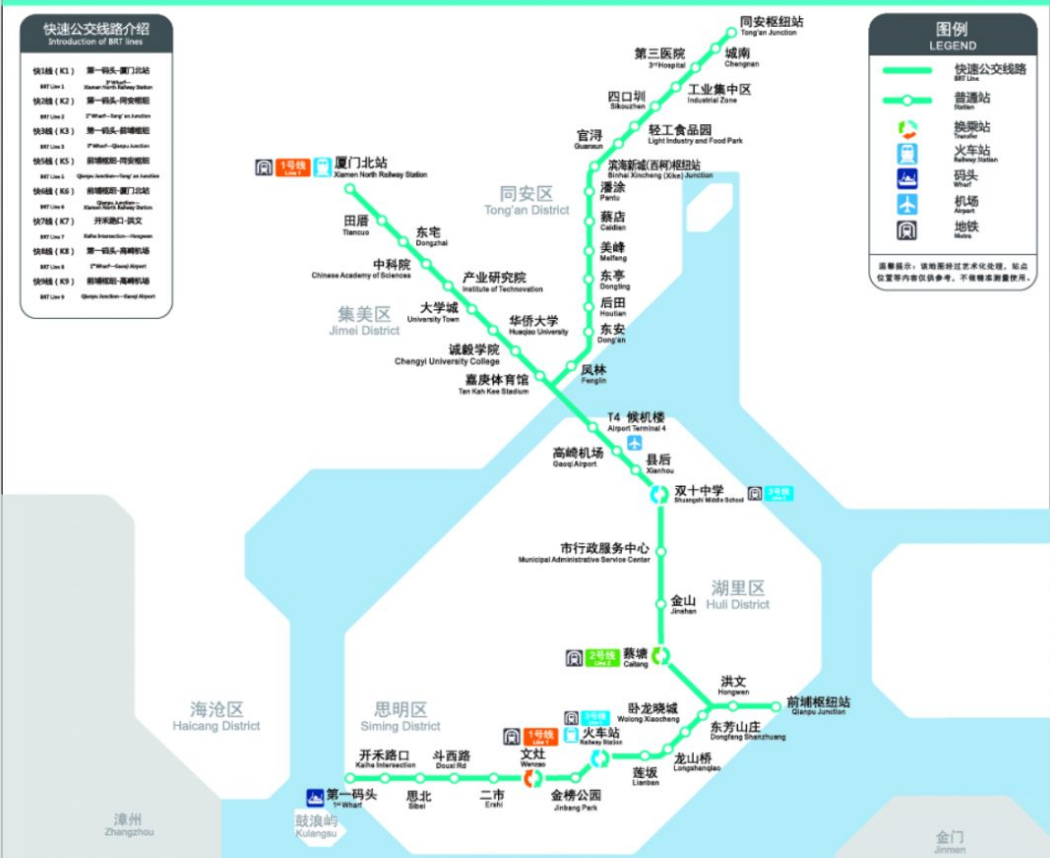 快速公交线路介绍
Introduction of BRT lines
快1线 ( K1 ) 第一码头-厦门北站
BRT Line 1 1st Wharf—Xiamen North Railway Station
快2线 ( K2 ) 第一码头-同安枢纽
BRT Line 2 1st Wharf—Tong' an Junction
快3线 ( K3 ) 第一码头-前埔枢纽
BRT Line 3 1st Wharf—Qianpu Junction
快5线 ( K5 ) 前埔枢纽-同安枢纽
BRT Line 5 Qianpu Junction—Tong' an Junction
快6线 ( K6 ) 前埔枢纽-厦门北站
BRT Line 6 Qianpu Junction—Xiamen North Railway Station
快7线 ( K7 ) 开禾路口-洪文
BRT Line 7 Kaihe Intersection—Hongwen
快8线 ( K8 ) 第一码头-高崎机场
BRT Line 8 1st Wharf—Gaoqi Airport
快9线 ( K9 ) 前埔枢纽-高崎机场
BRT Line 9 Qianpu Junction—Gaoqi Airport
图例
LEGEND
快速公交线路
BRT Line
普通站
Station
换乘站
Transfer
火车站
Railway Station
码头
Wharf
机场
Airport
地铁
Metro
温馨提示：该地图经过艺术化处理，站点
位置等内容仅供参考，不做精准测量使用。
同安枢纽站
Tong'an Junction
城南
Chengnan
第三医院
3rd Hospital
工业集中区
Industrial Zone
四口圳
Sikouzhen
轻工食品园
Light Industry and Food Park
官浔
Guanxun
滨海新城(西柯)枢纽站
Binhai Xincheng (Xike) Junction
潘涂
Pantu
蔡店
Caidian
美峰
Meifeng
东亭
Dongting
后田
Houtian
东安
Dong'an
凤林
Fenglin
同安区
Tong'an District
1号线
Line 1
厦门北站
Xiamen North Railway Station
田厝
Tiancuo
东宅
Dongzhai
中科院
Chinese Academy of Sciences
产业研究院
Institute of Technovation
大学城
University Town
华侨大学
Huaqiao University
诚毅学院
Chengyi University College
嘉庚体育馆
Tan Kah Kee Stadium
集美区
Jimei District
T4 候机楼
Airport Terminal 4
高崎机场
Gaoqi Airport
县后
Xianhou
双十中学
Shuangshi Middle School
3号线
市行政服务中心
Municipal Administrative Service Center
金山
Jinshan
湖里区
Huli District
2号线
Line 2
蔡塘
Caitang
洪文
Hongwen
前埔枢纽站
Qianpu Junction
卧龙晓城
Wolong Xiaocheng
东芳山庄
Dongfang Shanzhuang
龙山桥
Longshanqiao
莲坂
Lianban
3号线
火车站
Railway Station
1号线
Line 1
文灶
Wenzao
金榜公园
Jinbang Park
二市
Ershi
斗西路
Douxi Rd
思北
Sibei
开禾路口
Kaihe Intersection
第一码头
1st Wharf
思明区
Siming District
海沧区
Haicang District
鼓浪屿
Kulangsu
漳州
Zhangzhou
金门
Jinmen